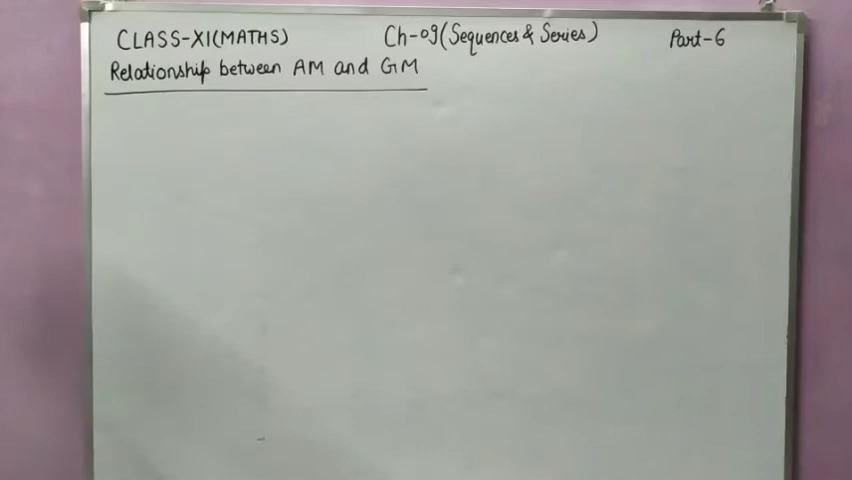 CLASS-XI(MATHS) Ch-09(Sequences & Series) Part-6
Relationship between AM and GM